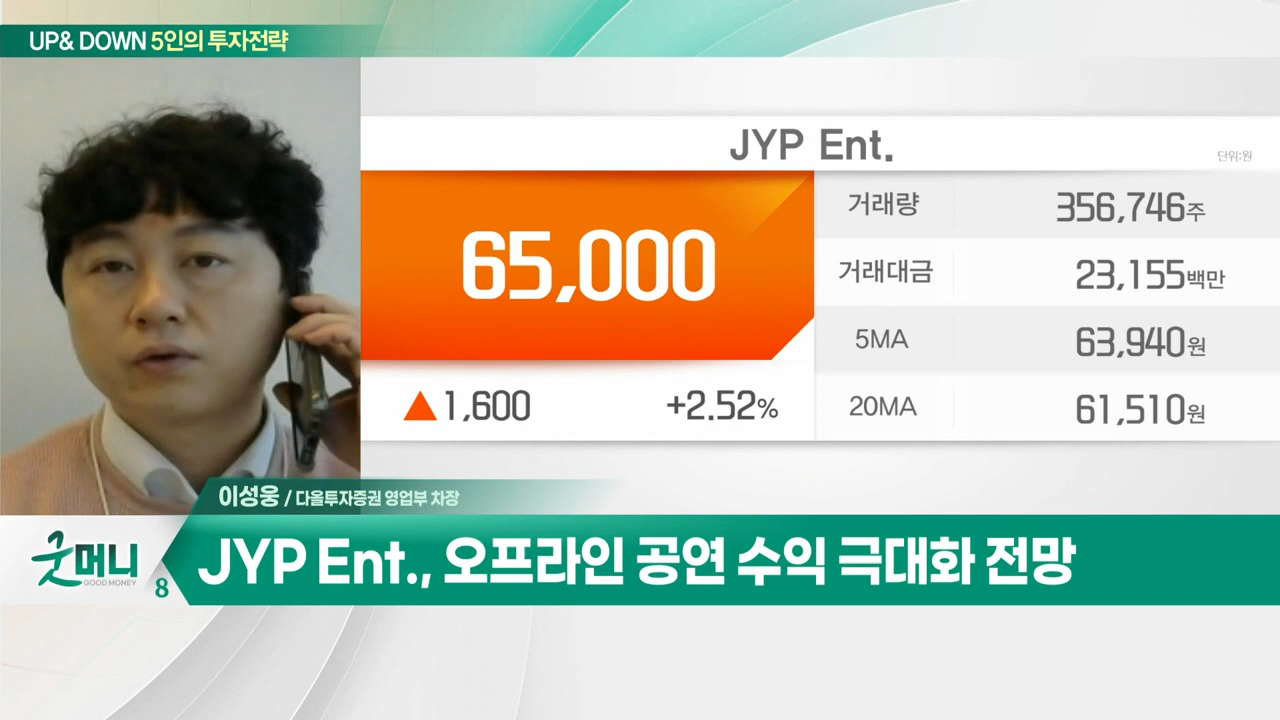 UP& DOWN 5인의 투자전략
JYP Ent.
단위:원
65,000
▲1,600 +2.52%
거래량 356,746주
거래대금 23,155백만
5MA 63,940원
20MA 61,510원
이성웅 / 다올투자증권 영업부 차장
굿머니
GOOD MONEY
8
JYP Ent., 오프라인 공연 수익 극대화 전망